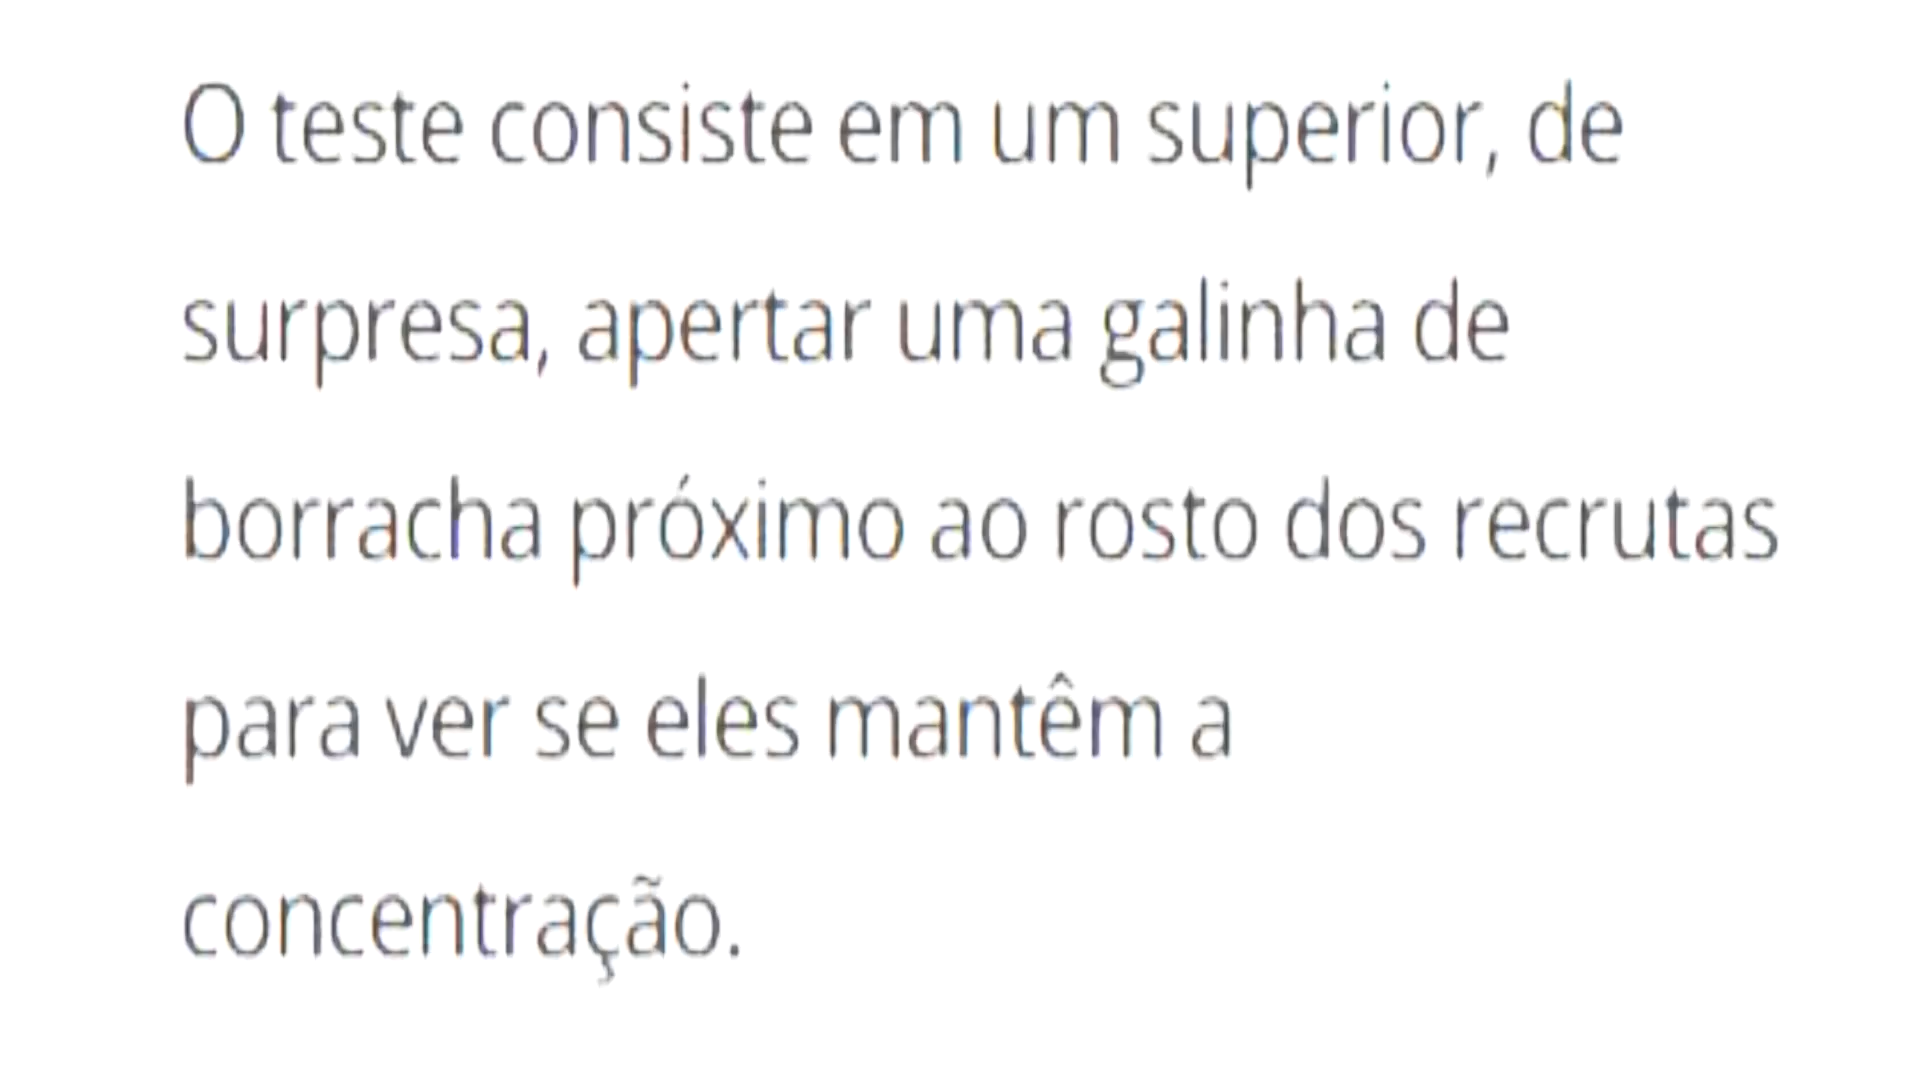 O teste consiste em um superior, de
surpresa, apertar uma galinha de
borracha próximo ao rosto dos recrutas
para ver se eles mantêm a
concentração.